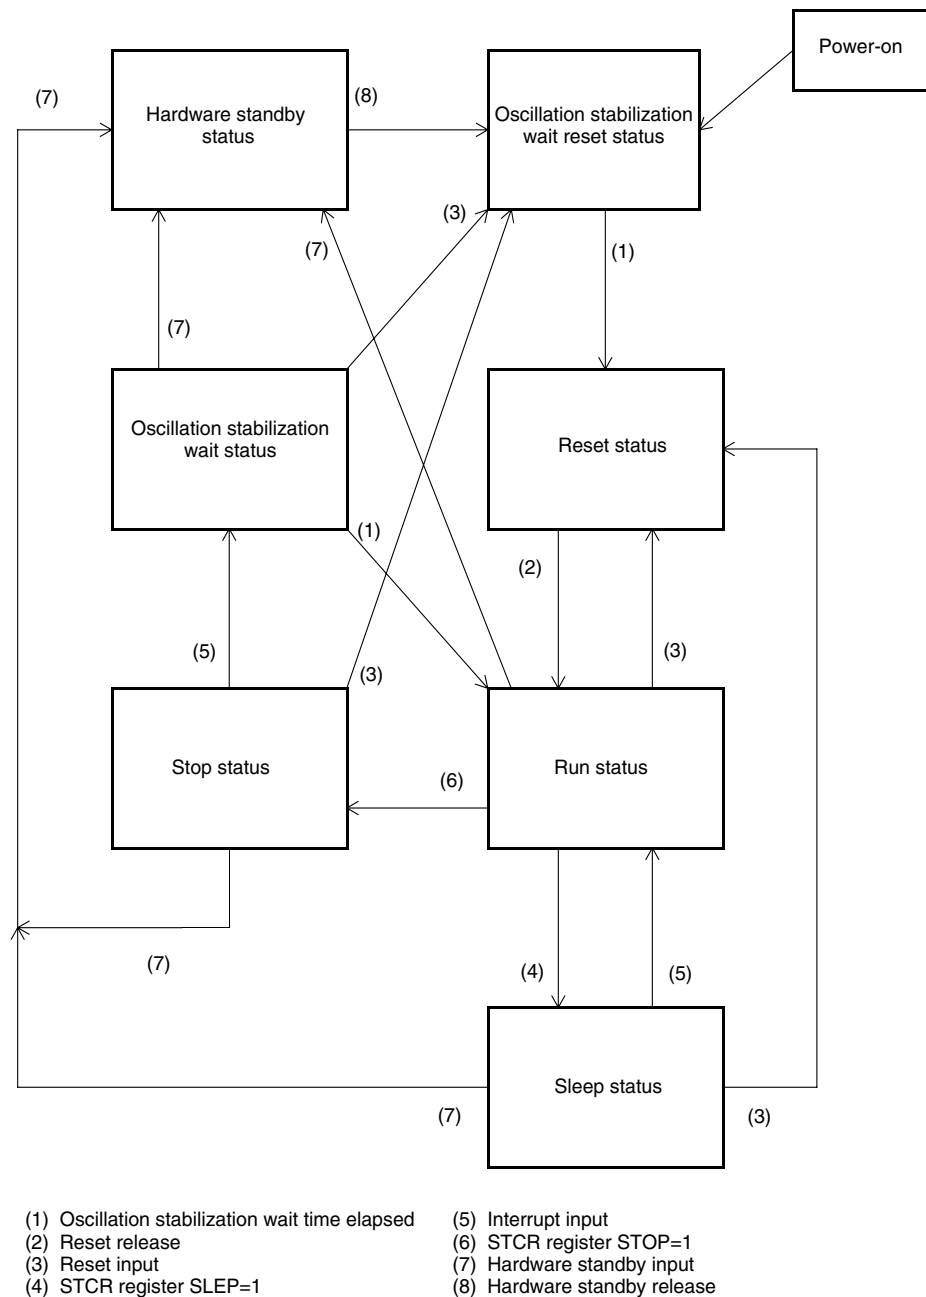 Power-on
(7)
Hardware standby
status
(8)
Oscillation stabilization
wait reset status
(3)
(7)
(1)
(7)
Oscillation stabilization
wait status
Reset status
(1)
(2)
(5)
(3)
(3)
Stop status
(6)
Run status
(7)
(4)
(5)
Sleep status
(7)
(3)
(1) Oscillation stabilization wait time elapsed
(2) Reset release
(3) Reset input
(4) STCR register SLEP=1
(5) Interrupt input
(6) STCR register STOP=1
(7) Hardware standby input
(8) Hardware standby release